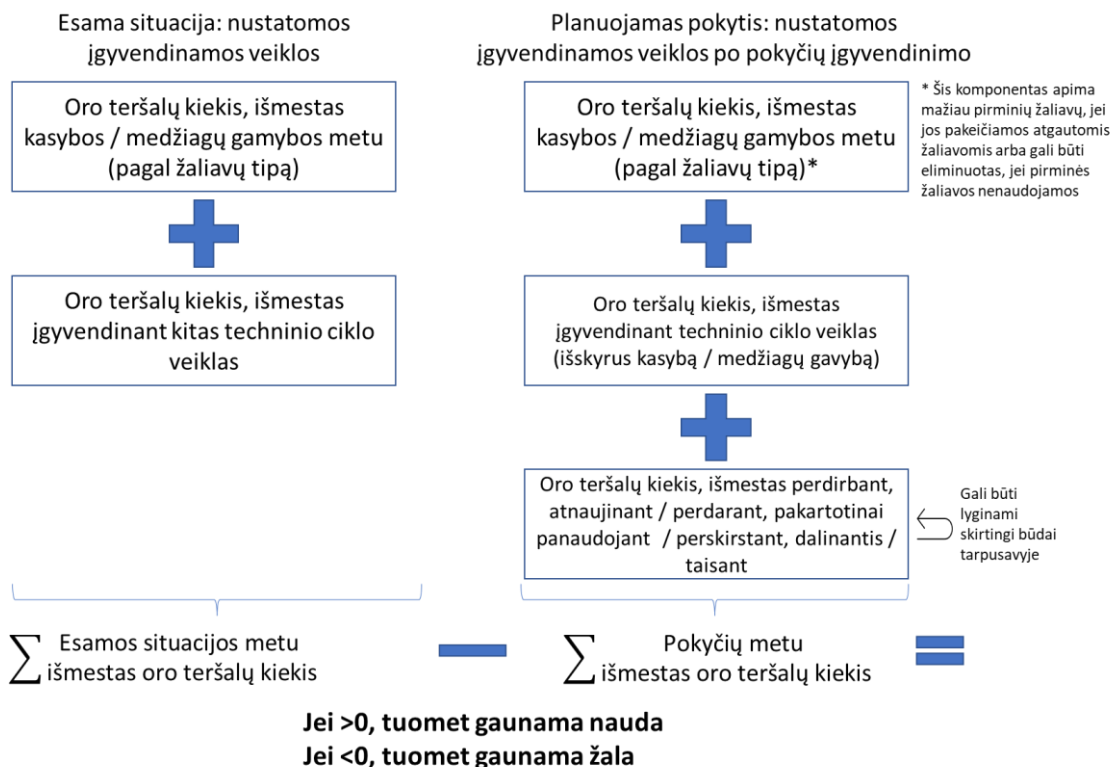 Esama situacija: nustatomos
įgyvendinamos veiklos
Oro teršalų kiekis, išmestas
kasybos / medžiagų gamybos metu
(pagal žaliavų tipą)
Oro teršalų kiekis, išmestas
įgyvendinant kitas techninio ciklo
veiklas
Planuojamas pokytis: nustatomos
įgyvendinamos veiklos po pokyčių įgyvendinimo
Oro teršalų kiekis, išmestas
kasybos / medžiagų gamybos metu
(pagal žaliavų tipą)*
* Šis komponentas apima
mažiau pirminių žaliavų, jei
jos pakeičiamos atgautomis
žaliavomis arba gali būti
eliminuotas, jei pirminės
žaliavos nenaudojamos
Oro teršalų kiekis, išmestas
įgyvendinant techninio ciklo veiklas
(išskyrus kasybą / medžiagų gavybą)
Oro teršalų kiekis, išmestas perdirbant,
atnaujinant / perdarant, pakartotinai
panaudojant / perskirstant, dalinantis /
taisant
Gali būti
lyginami
skirtingi būdai
tarpusavyje
∑ Esamos situacijos metu
išmestas oro teršalų kiekis
∑ Pokyčių metu
išmestas oro teršalų kiekis
Jei >0, tuomet gaunama nauda
Jei <0, tuomet gaunama žala